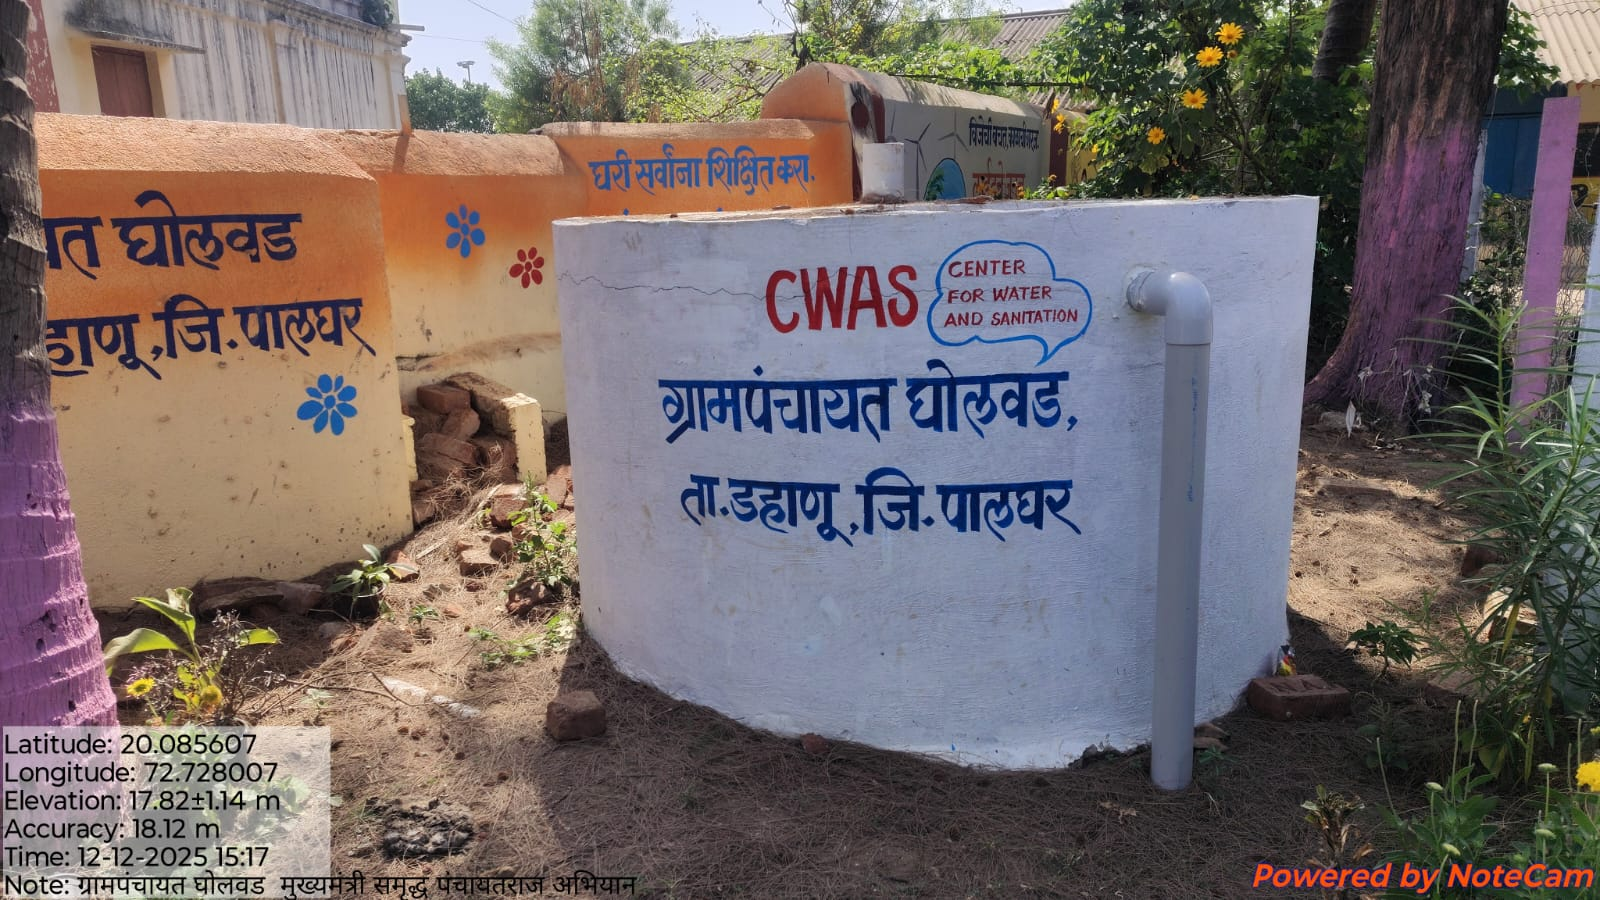 घरी सर्वांना शिक्षित करा.
घोलवड
डहाणू, जि. पालघर
CWAS
CENTER
FOR WATER
AND SANITATION
ग्रामपंचायत घोलवड,
ता. डहाणू, जि. पालघर
Latitude: 20.085607
Longitude: 72.728007
Elevation: 17.82±1.14 m
Accuracy: 18.12 m
Time: 12-12-2025 15:17
Note: ग्रामपंचायत घोलवड मुख्यमंत्री समृद्ध पंचायतराज अभियान
Powered by NoteCam